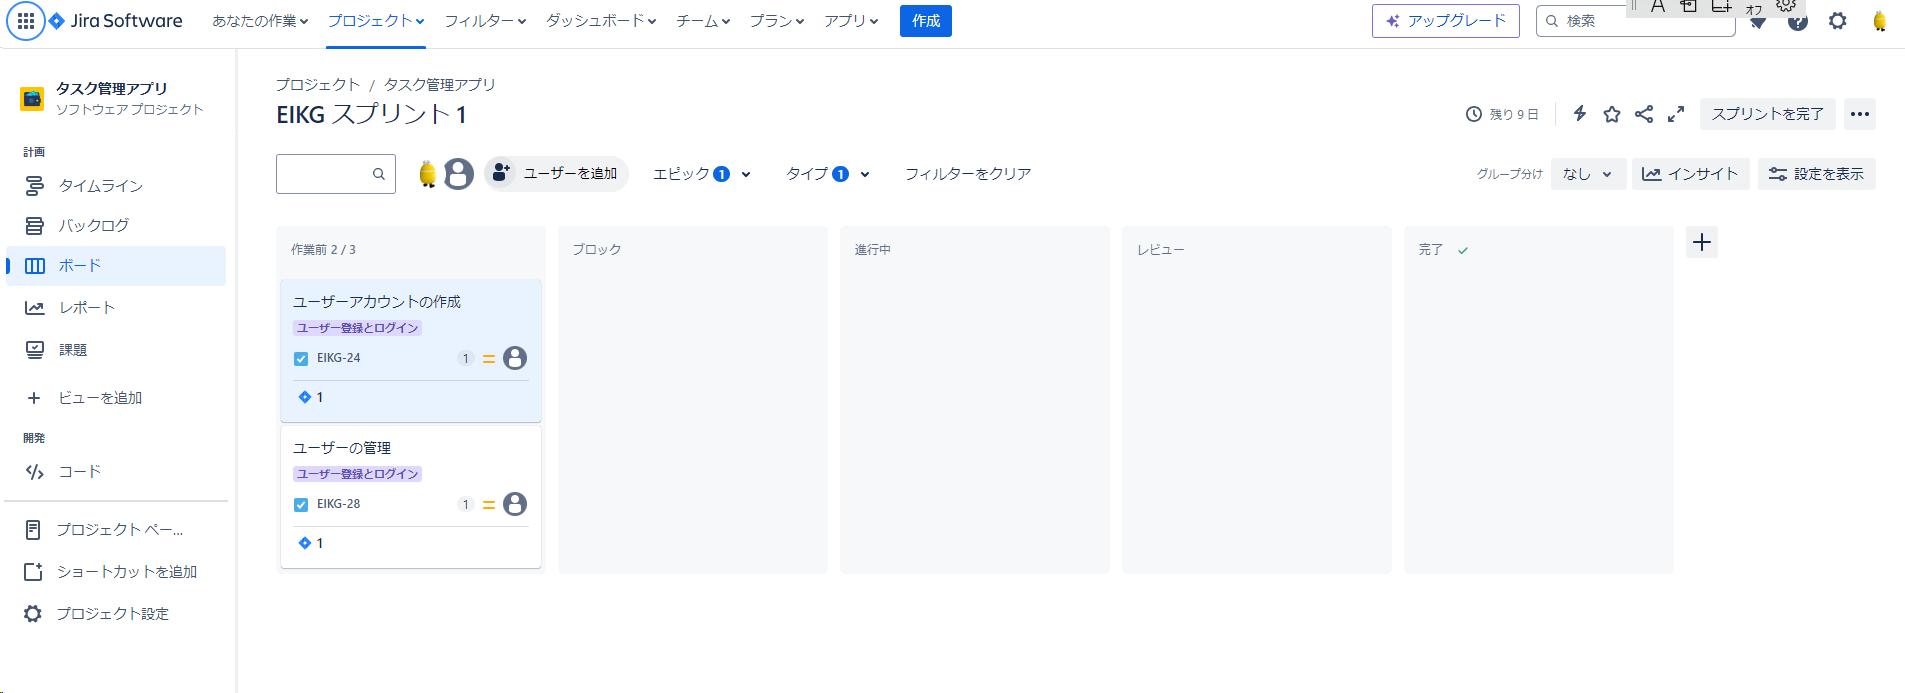 Jira Software あなたの作業 プロジェクト フィルター ダッシュボード チーム プラン アプリ 作成 アップグレード 検索 A オフ
タスク管理アプリ
ソフトウェア プロジェクト
計画
タイムライン
バックログ
ボード
レポート
課題
ビューを追加
開発
コード
プロジェクト ペー...
ショートカットを追加
プロジェクト設定
プロジェクト / タスク管理アプリ
EIKG スプリント 1
残り 9 日 スプリントを完了
ユーザーを追加 エピック 1 タイプ 1 フィルターをクリア グループ分け なし インサイト 設定を表示
作業前 2 / 3 ブロック 進行中 レビュー 完了
ユーザーアカウントの作成
ユーザー登録とログイン
EIKG-24 1
1
ユーザーの管理
ユーザー登録とログイン
EIKG-28 1
1